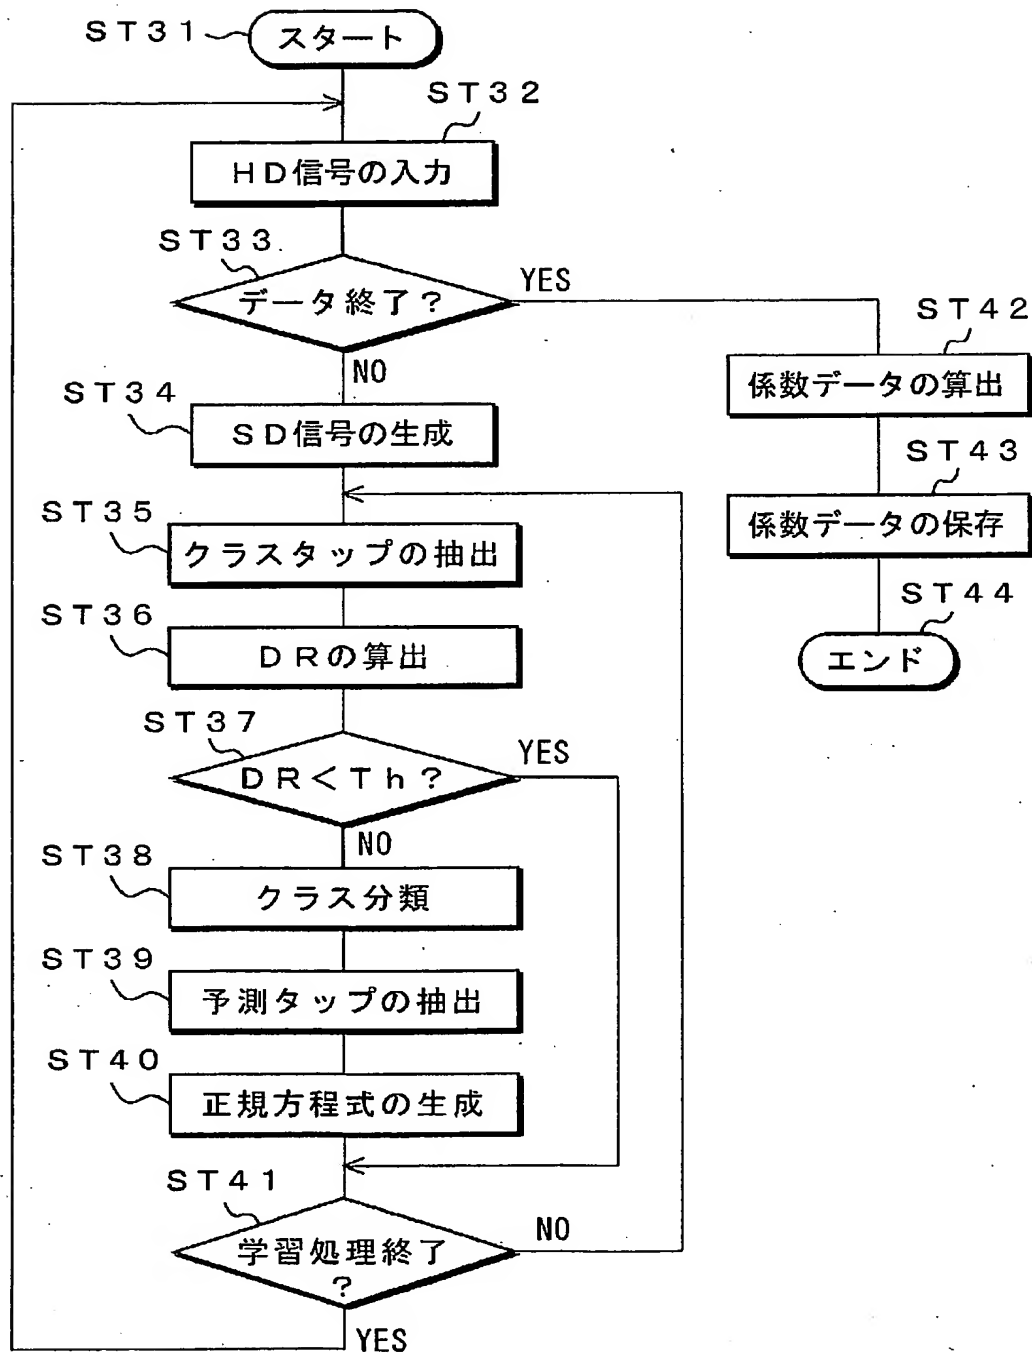 ST31
スタート
ST32
HD信号の入力
ST33
データ終了?
YES
NO
ST34
SD信号の生成
ST35
クラスタップの抽出
ST36
DRの算出
ST37
DR<Th?
YES
NO
ST38
クラス分類
ST39
予測タップの抽出
ST40
正規方程式の生成
ST41
学習処理終了
?
NO
YES
ST42
係数データの算出
ST43
係数データの保存
ST44
エンド